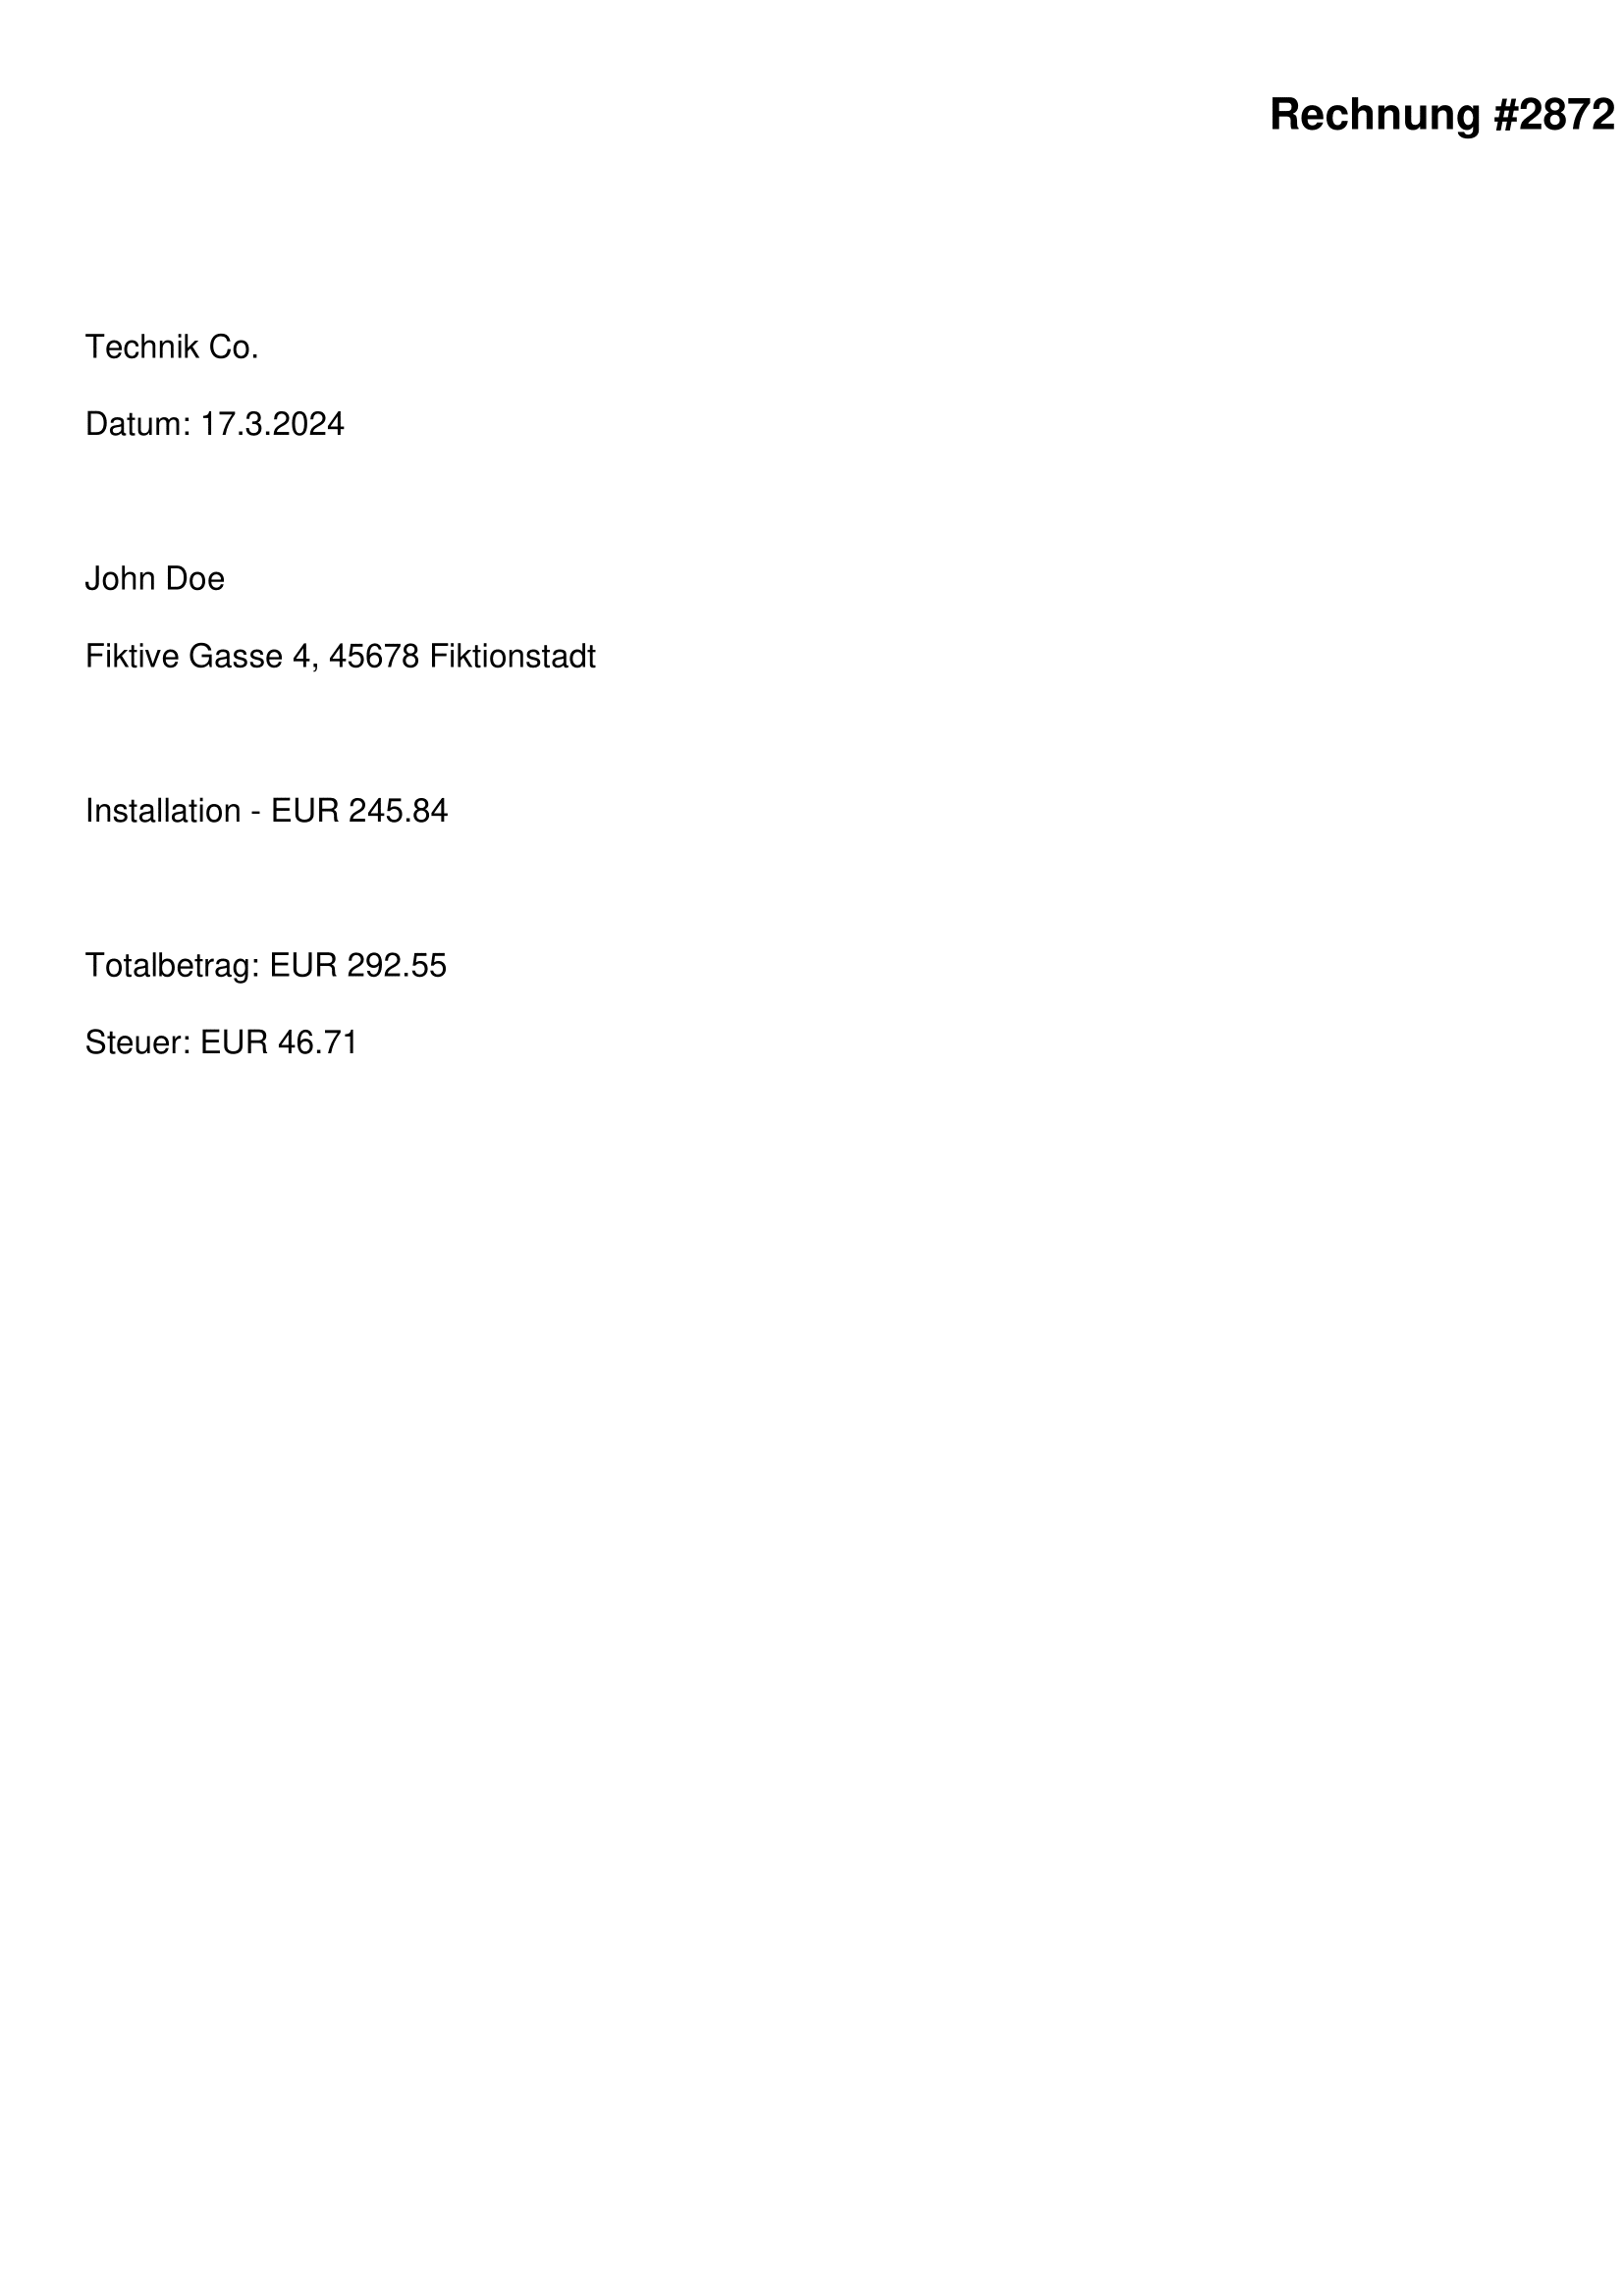 Rechnung #2872
Technik Co.
Datum: 17.3.2024
John Doe
Fiktive Gasse 4, 45678 Fiktionstadt
Installation - EUR 245.84
Totalbetrag: EUR 292.55
Steuer: EUR 46.71